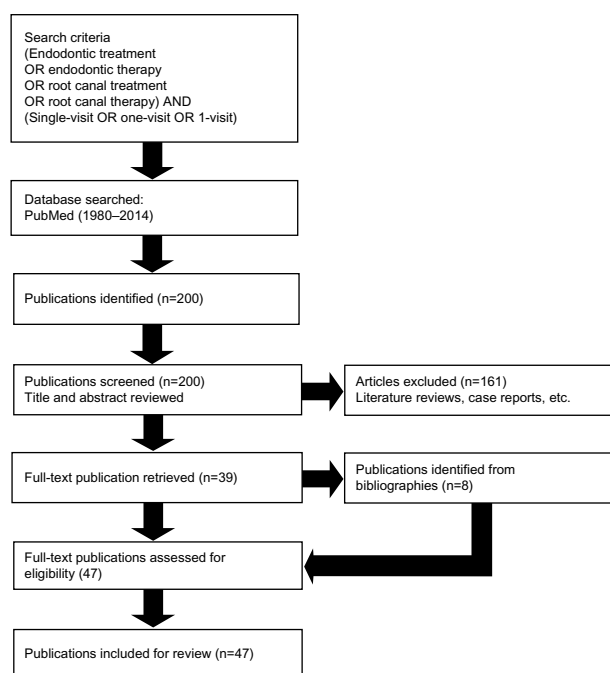 Search criteria
(Endodontic treatment
OR endodontic therapy
OR root canal treatment
OR root canal therapy) AND
(Single-visit OR one-visit OR 1-visit)
Database searched:
PubMed (1980–2014)
Publications identified (n=200)
Publications screened (n=200)
Title and abstract reviewed
Articles excluded (n=161)
Literature reviews, case reports, etc.
Full-text publication retrieved (n=39)
Publications identified from
bibliographies (n=8)
Full-text publications assessed for
eligibility (47)
Publications included for review (n=47)